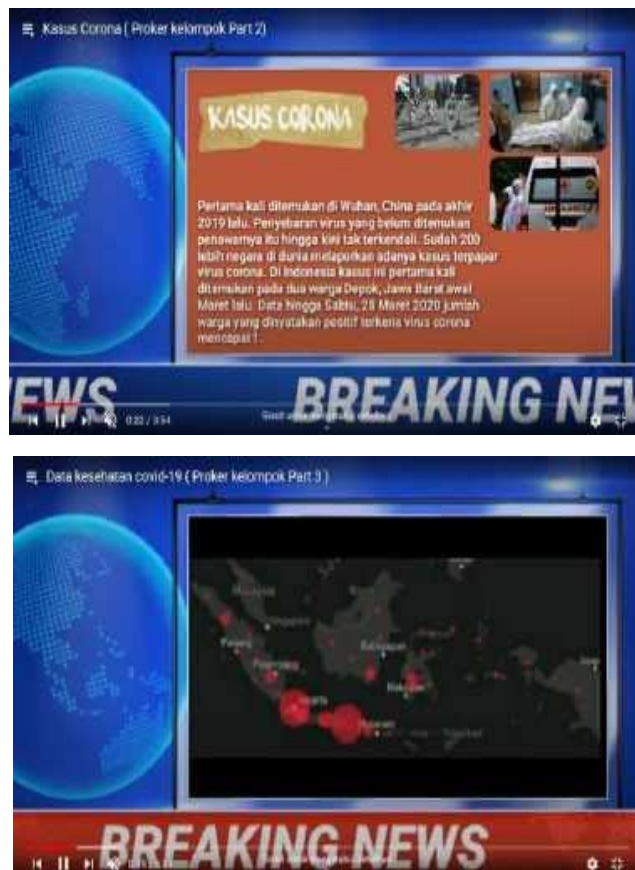 Kasus Corona ( Proker kelompok Part 2)
KASUS CORONA
Pertama kali ditemukan di Wuhan, China pada akhir
2019 lalu. Penyebaran virus yang belum ditemukan
penawarnya itu hingga kini tak terkendali. Sudah 200
lebih negara di dunia melaporkan adanya kasus terpapar
virus corona. Di Indonesia kasus ini pertama kali
ditemukan pada dua warga Depok, Jawa Barat awal
Maret lalu. Data hingga Sabtu, 28 Maret 2020 jumlah
warga yang dinyatakan positif terkena virus corona
mencapai 1.
EWS BREAKING NEW
/ 3:54
Data kesehatan covid-19 ( Proker kelompok Part 3 )
Padang
Jakarta
BREAKING NEWS